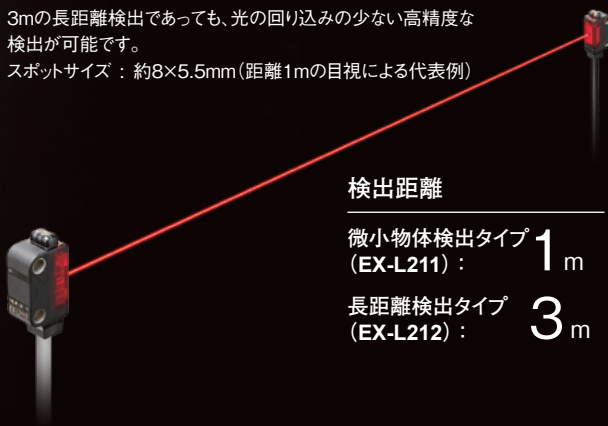 3mの長距離検出であっても、光の回り込みの少ない高精度な
検出が可能です。
スポットサイズ : 約8×5.5mm（距離1mの目視による代表例）
検出距離
微小物体検出タイプ
（EX-L211）: 1m
長距離検出タイプ
（EX-L212）: 3m